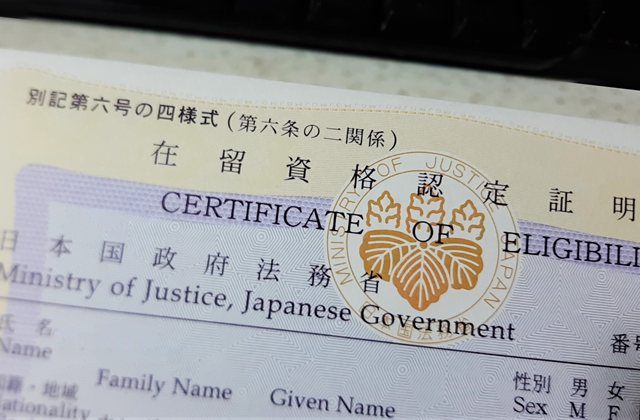 別記第六号の四様式（第六条の二関係）
在留資格認定証明
CERTIFICATE OF ELIGIBILI
日本国政府法務省
Ministry of Justice, Japanese Government
MINISTRY OF JUSTICE JAPAN
氏名 番号
Name
Family Name Given Name
性別 男 女
Sex M F
・地域